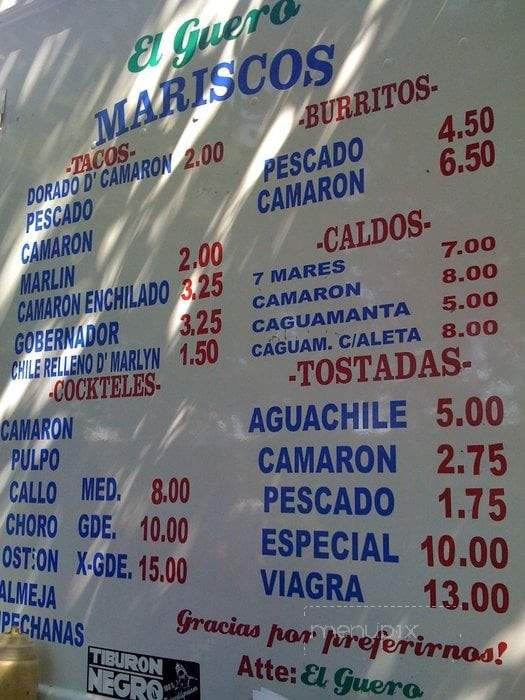 El Guero
MARISCOS
-TACOS-
DORADO D' CAMARON 2.00
PESCADO
CAMARON
MARLIN 2.00
CAMARON ENCHILADO 3.25
GOBERNADOR 3.25
CHILE RELLENO D' MARLYN 1.50
-COCKTELES-
CAMARON
PULPO
CALLO MED. 8.00
CHORO GDE. 10.00
OSTION X-GDE. 15.00
ALMEJA
PECHANAS
-BURRITOS-
PESCADO 4.50
CAMARON 6.50
-CALDOS-
7 MARES 7.00
CAMARON 8.00
CAGUAMANTA 5.00
CAGUAM. C/ALETA 8.00
-TOSTADAS-
AGUACHILE 5.00
CAMARON 2.75
PESCADO 1.75
ESPECIAL 10.00
VIAGRA 13.00
Gracias por preferirnos!
Atte: El Guero
TIBURON
NEGRO
menupix